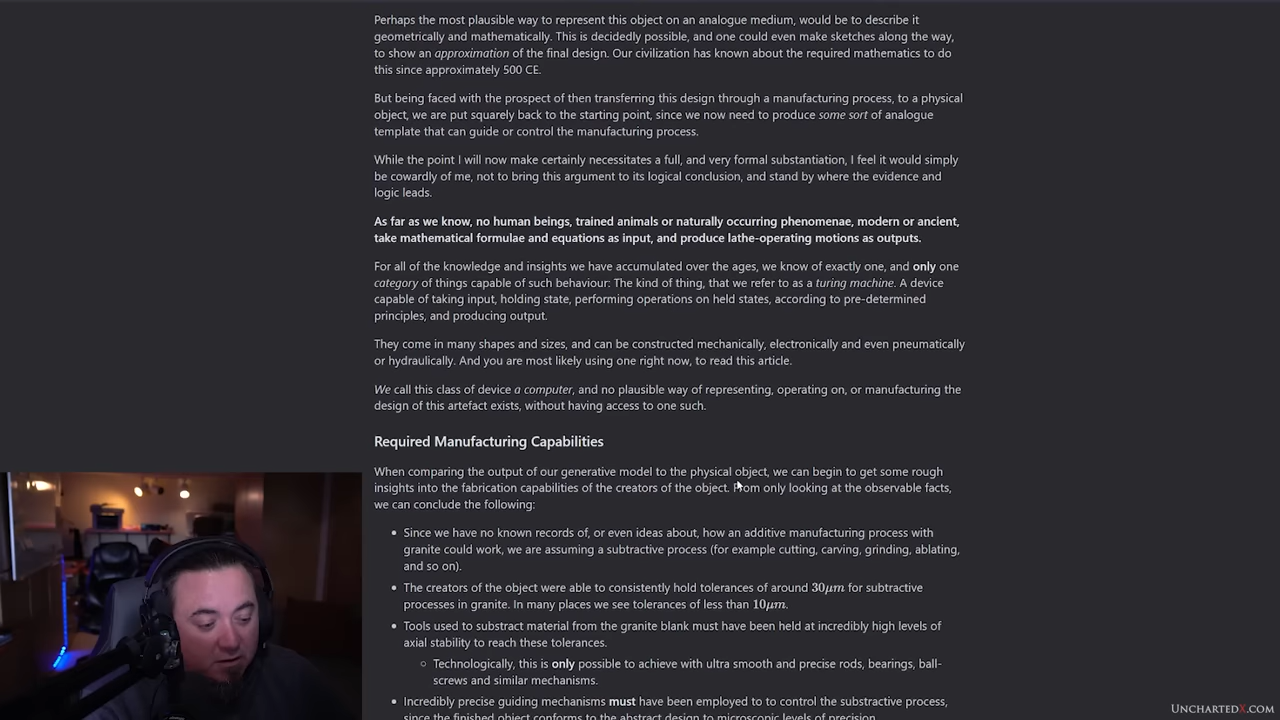 Perhaps the most plausible way to represent this object on an analogue medium, would be to describe it
geometrically and mathematically. This is decidedly possible, and one could even make sketches along the way,
to show an approximation of the final design. Our civilization has known about the required mathematics to do
this since approximately 500 CE.
But being faced with the prospect of then transferring this design through a manufacturing process, to a physical
object, we are put squarely back to the starting point, since we now need to produce some sort of analogue
template that can guide or control the manufacturing process.
While the point I will now make certainly necessitates a full, and very formal substantiation, I feel it would simply
be cowardly of me, not to bring this argument to its logical conclusion, and stand by where the evidence and
logic leads.
As far as we know, no human beings, trained animals or naturally occurring phenomenae, modern or ancient,
take mathematical formulae and equations as input, and produce lathe-operating motions as outputs.
For all of the knowledge and insights we have accumulated over the ages, we know of exactly one, and only one
category of things capable of such behaviour: The kind of thing, that we refer to as a turing machine. A device
capable of taking input, holding state, performing operations on held states, according to pre-determined
principles, and producing output.
They come in many shapes and sizes, and can be constructed mechanically, electronically and even pneumatically
or hydraulically. And you are most likely using one right now, to read this article.
We call this class of device a computer, and no plausible way of representing, operating on, or manufacturing the
design of this artefact exists, without having access to one such.
Required Manufacturing Capabilities
When comparing the output of our generative model to the physical object, we can begin to get some rough
insights into the fabrication capabilities of the creators of the object. From only looking at the observable facts,
we can conclude the following:
• Since we have no known records of, or even ideas about, how an additive manufacturing process with
granite could work, we are assuming a subtractive process (for example cutting, carving, grinding, ablating,
and so on).
• The creators of the object were able to consistently hold tolerances of around 30μm for subtractive
processes in granite. In many places we see tolerances of less than 10μm.
• Tools used to substract material from the granite blank must have been held at incredibly high levels of
axial stability to reach these tolerances.
◦ Technologically, this is only possible to achieve with ultra smooth and precise rods, bearings, ball-
screws and similar mechanisms.
• Incredibly precise guiding mechanisms must have been employed to to control the substractive process,
since the finished object conforms to the abstract design to microscopic levels of precision.
UNCHARTEDX.COM